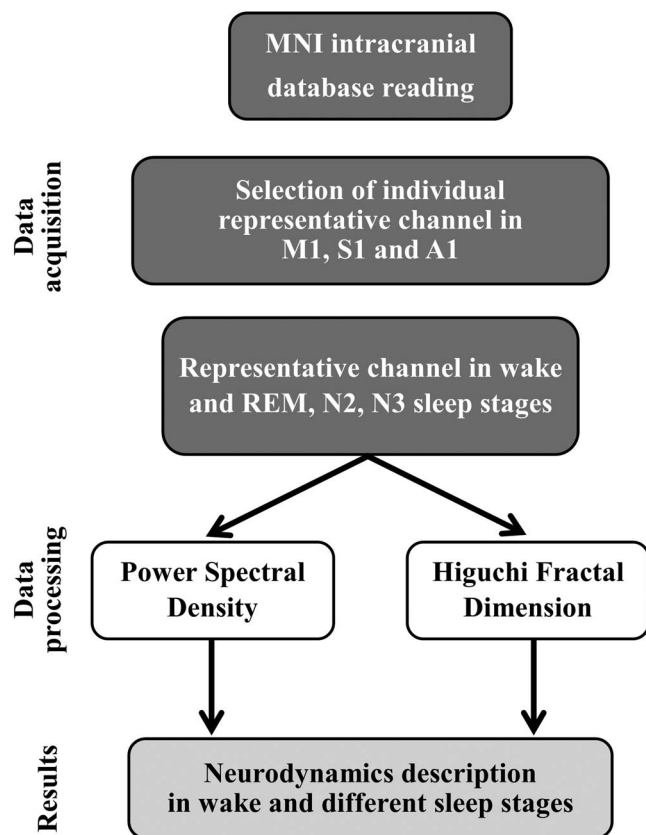 MNI intracranial
database reading
Data
acquisition
Selection of individual
representative channel in
M1, S1 and A1
Representative channel in wake
and REM, N2, N3 sleep stages
Data
processing
Power Spectral
Density
Higuchi Fractal
Dimension
Results
Neurodynamics description
in wake and different sleep stages